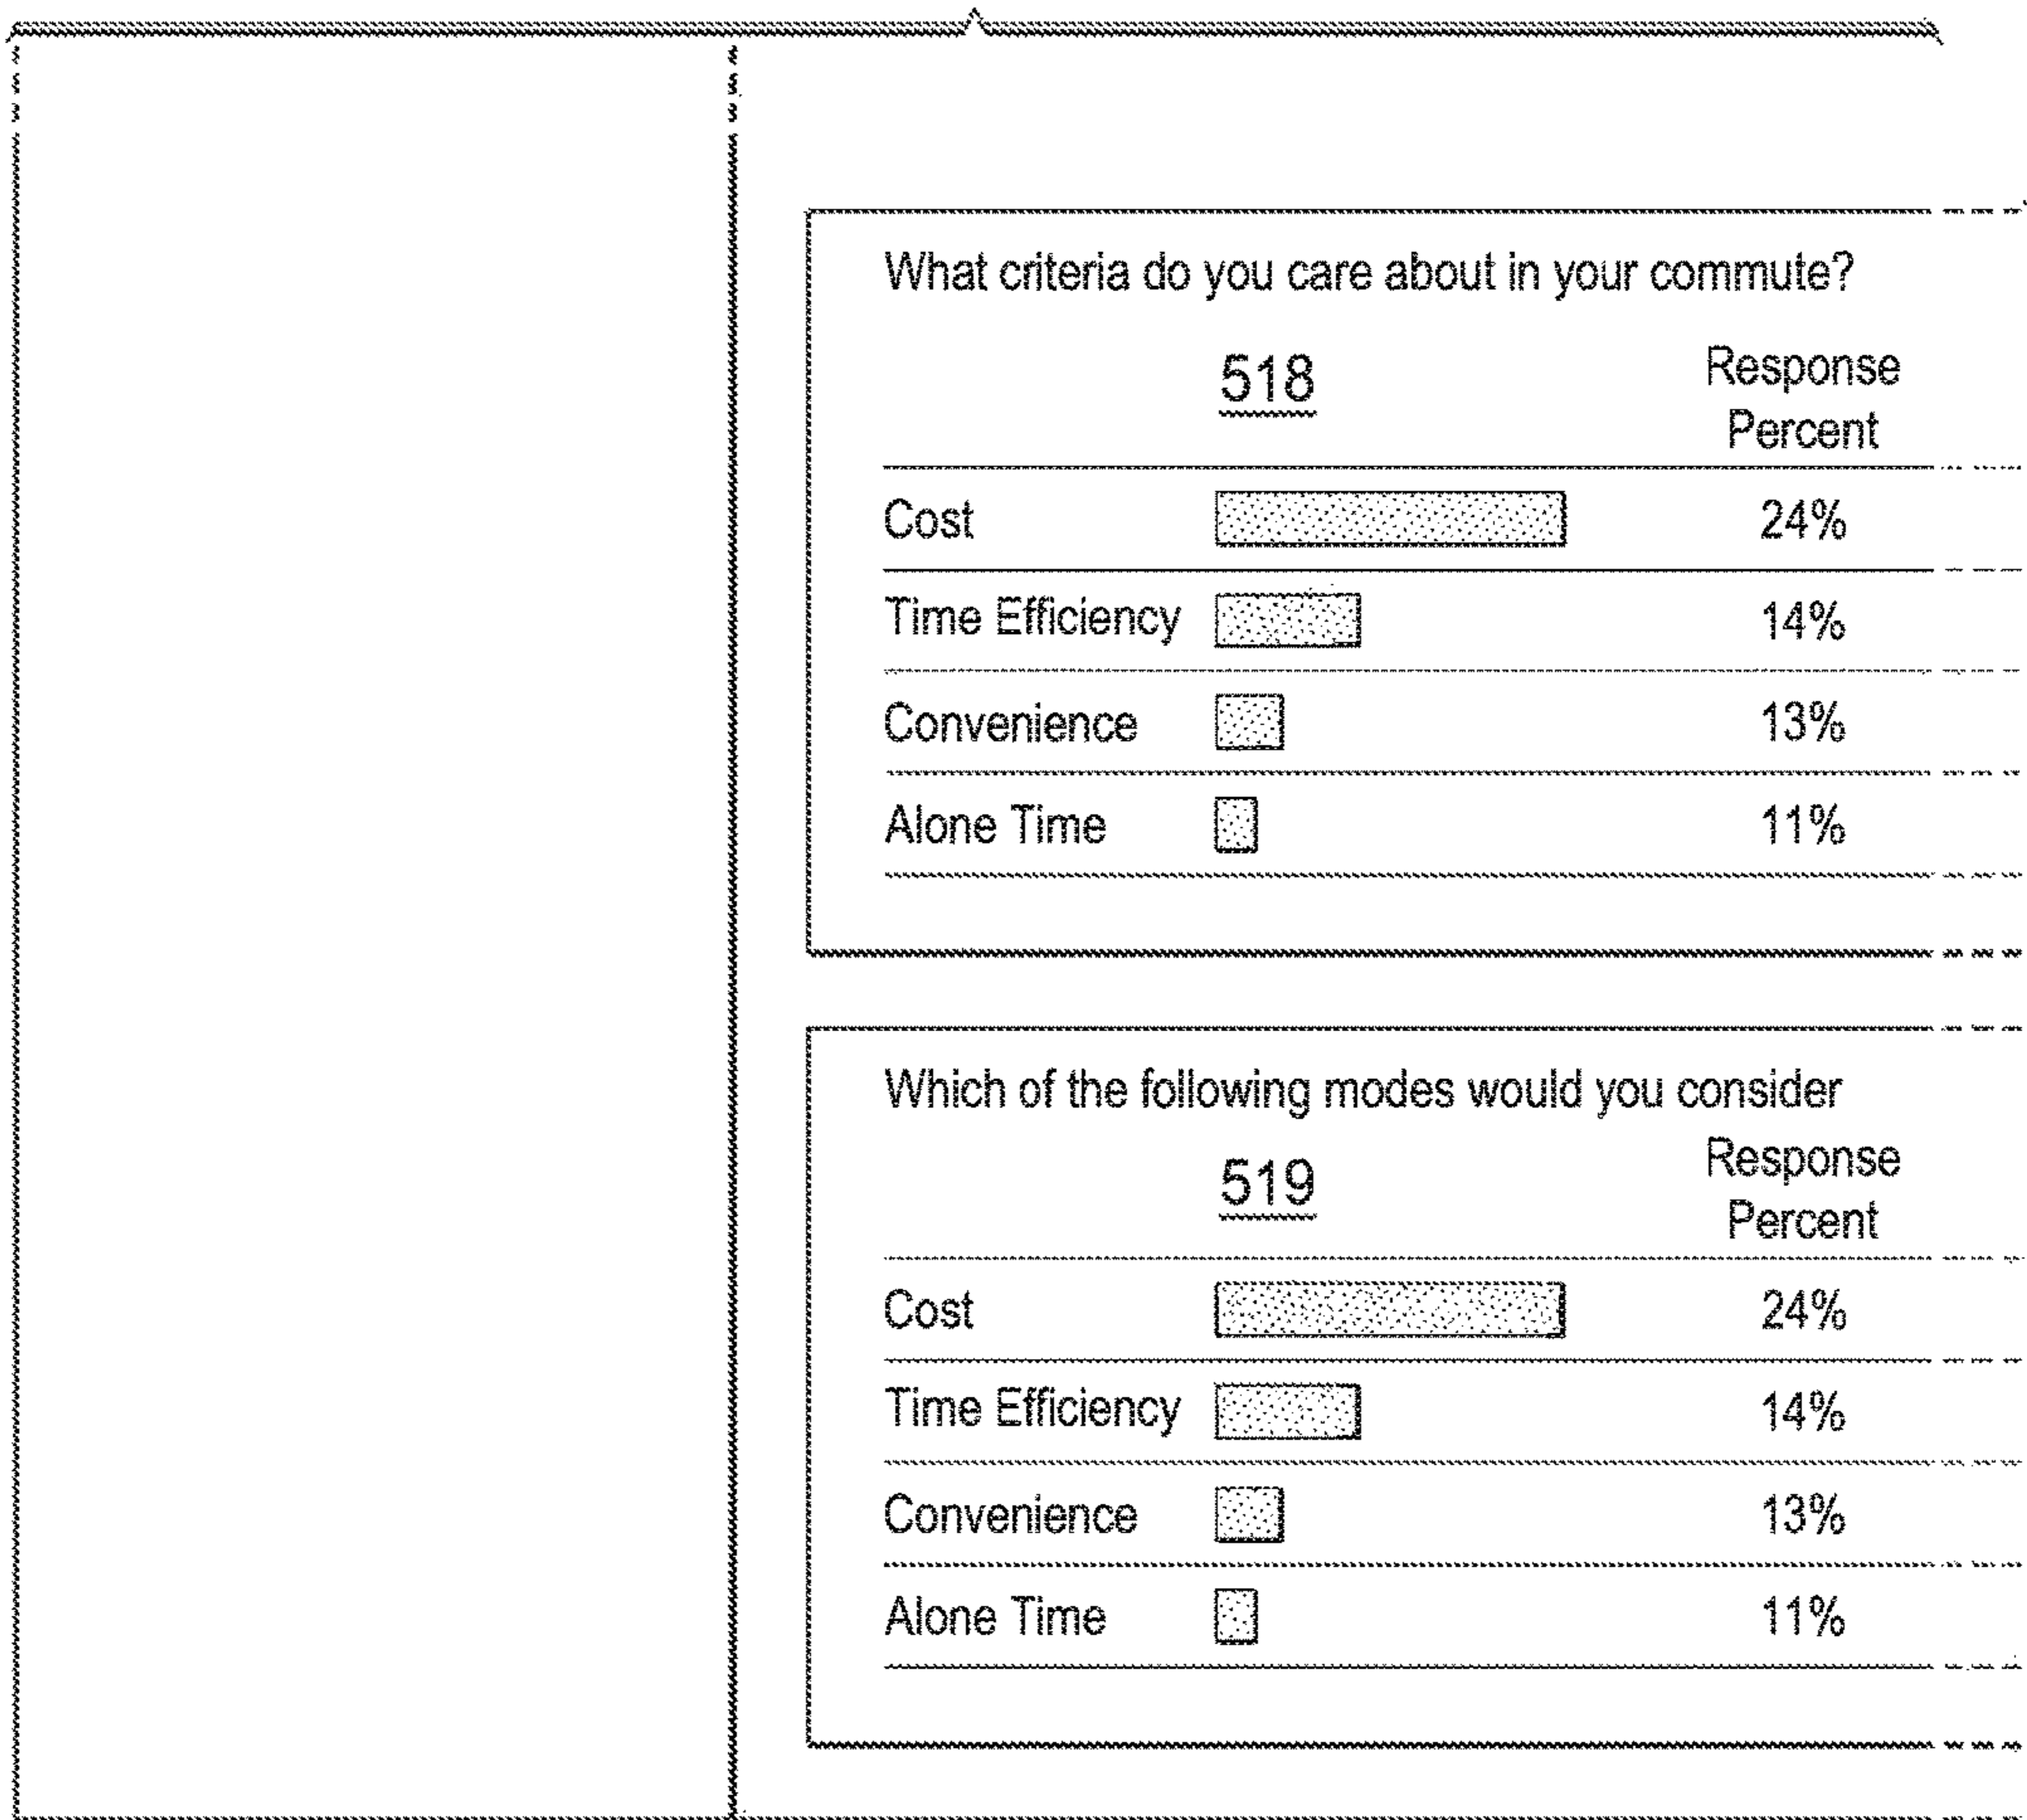 What criteria do you care about in your commute?
518
Response
Percent
Cost 24%
Time Efficiency 14%
Convenience 13%
Alone Time 11%
Which of the following modes would you consider
519
Response
Percent
Cost 24%
Time Efficiency 14%
Convenience 13%
Alone Time 11%